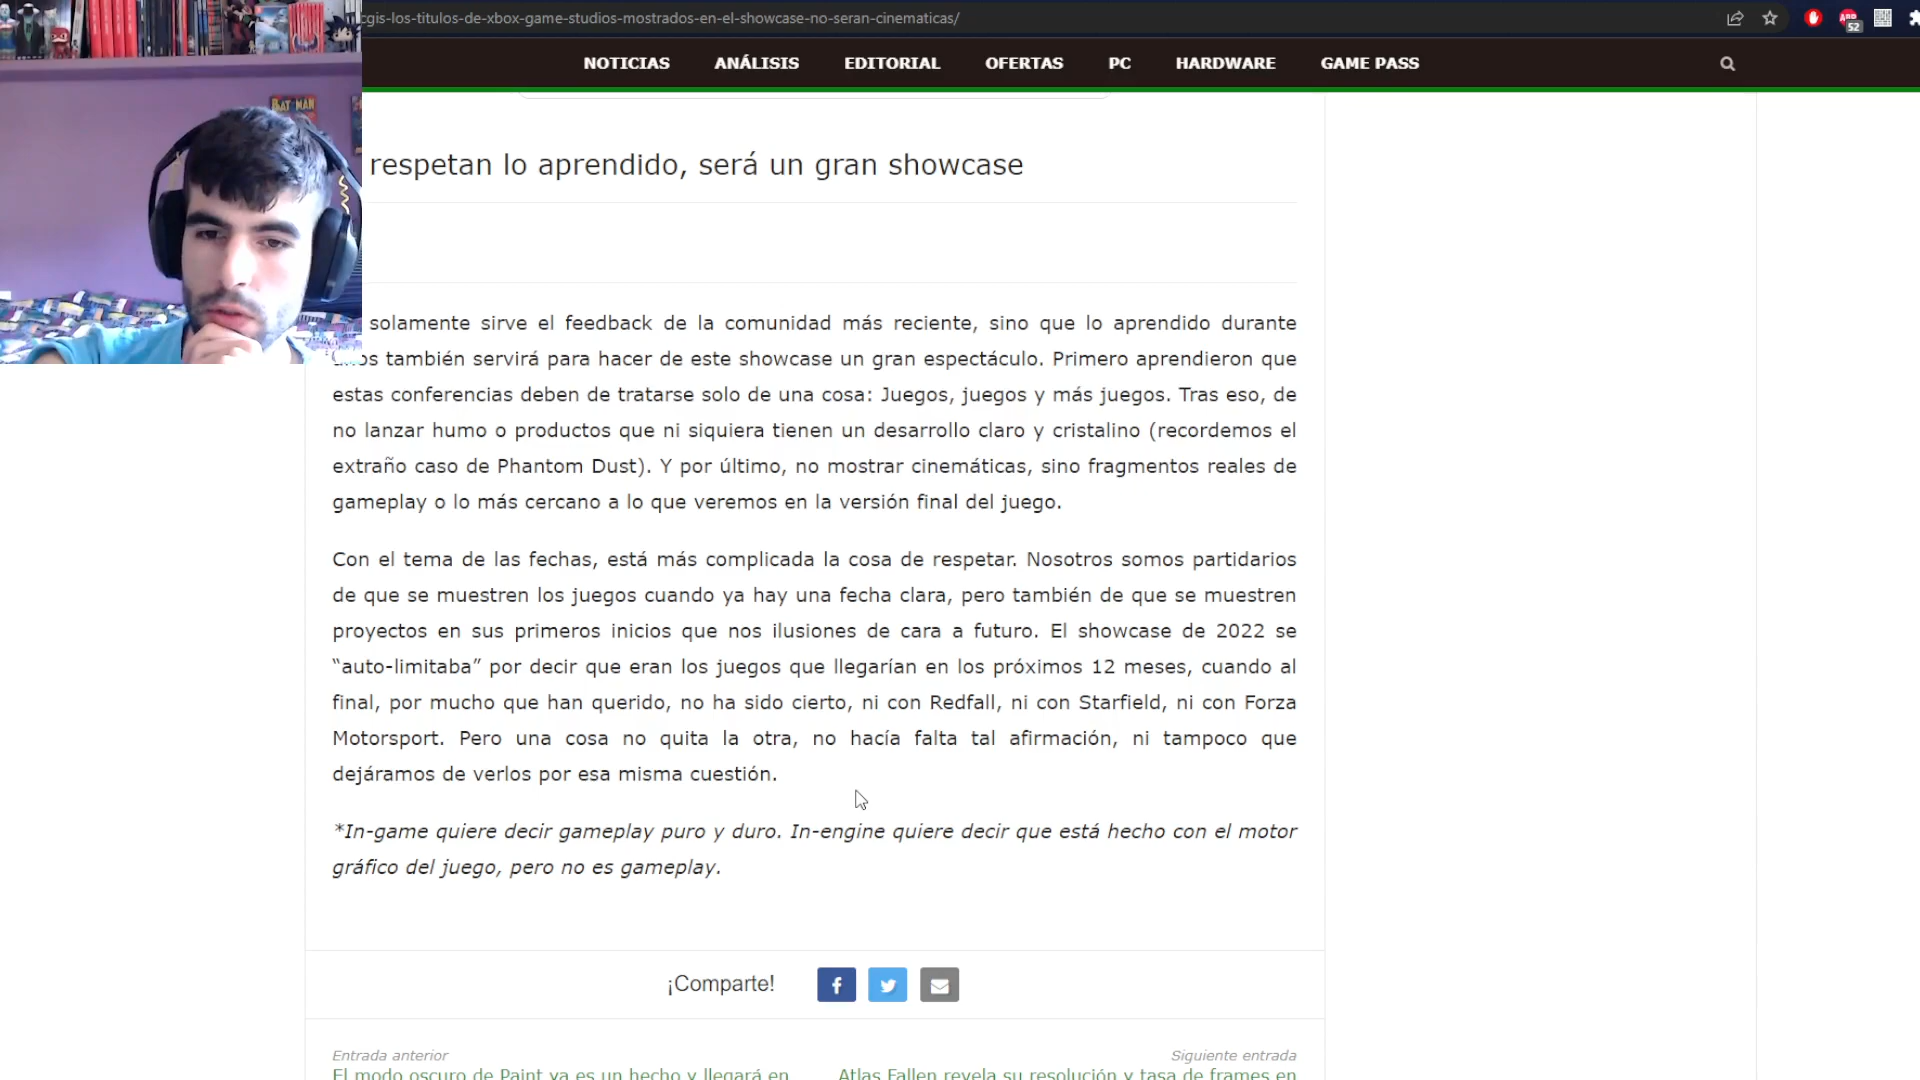 cgis-los-titulos-de-xbox-game-studios-mostrados-en-el-showcase-no-seran-cinematicas/
52
NOTICIAS ANÁLISIS EDITORIAL OFERTAS PC HARDWARE GAME PASS
BAT MAN
respetan lo aprendido, será un gran showcase
solamente sirve el feedback de la comunidad más reciente, sino que lo aprendido durante
también servirá para hacer de este showcase un gran espectáculo. Primero aprendieron que
estas conferencias deben de tratarse solo de una cosa: Juegos, juegos y más juegos. Tras eso, de
no lanzar humo o productos que ni siquiera tienen un desarrollo claro y cristalino (recordemos el
extraño caso de Phantom Dust). Y por último, no mostrar cinemáticas, sino fragmentos reales de
gameplay o lo más cercano a lo que veremos en la versión final del juego.
Con el tema de las fechas, está más complicada la cosa de respetar. Nosotros somos partidarios
de que se muestren los juegos cuando ya hay una fecha clara, pero también de que se muestren
proyectos en sus primeros inicios que nos ilusiones de cara a futuro. El showcase de 2022 se
“auto-limitaba” por decir que eran los juegos que llegarían en los próximos 12 meses, cuando al
final, por mucho que han querido, no ha sido cierto, ni con Redfall, ni con Starfield, ni con Forza
Motorsport. Pero una cosa no quita la otra, no hacía falta tal afirmación, ni tampoco que
dejáramos de verlos por esa misma cuestión.
*In-game quiere decir gameplay puro y duro. In-engine quiere decir que está hecho con el motor
gráfico del juego, pero no es gameplay.
¡Comparte!
Entrada anterior
El modo oscuro de Paint ya es un hecho y llegará en
Siguiente entrada
Atlas Fallen revela su resolución y tasa de frames en